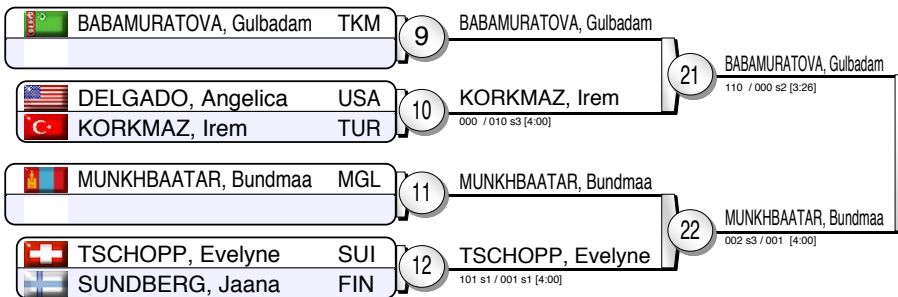 BABAMURATOVA, Gulbadam TKM
9
BABAMURATOVA, Gulbadam
DELGADO, Angelica USA
KORKMAZ, Irem TUR
10
KORKMAZ, Irem
000 / 010 s3 [4:00]
21
BABAMURATOVA, Gulbadam
110 / 000 s2 [3:26]
MUNKHBAATAR, Bundmaa MGL
11
MUNKHBAATAR, Bundmaa
TSCHOPP, Evelyne SUI
SUNDBERG, Jaana FIN
12
TSCHOPP, Evelyne
101 s1 / 001 s1 [4:00]
22
MUNKHBAATAR, Bundmaa
002 s3 / 001 [4:00]